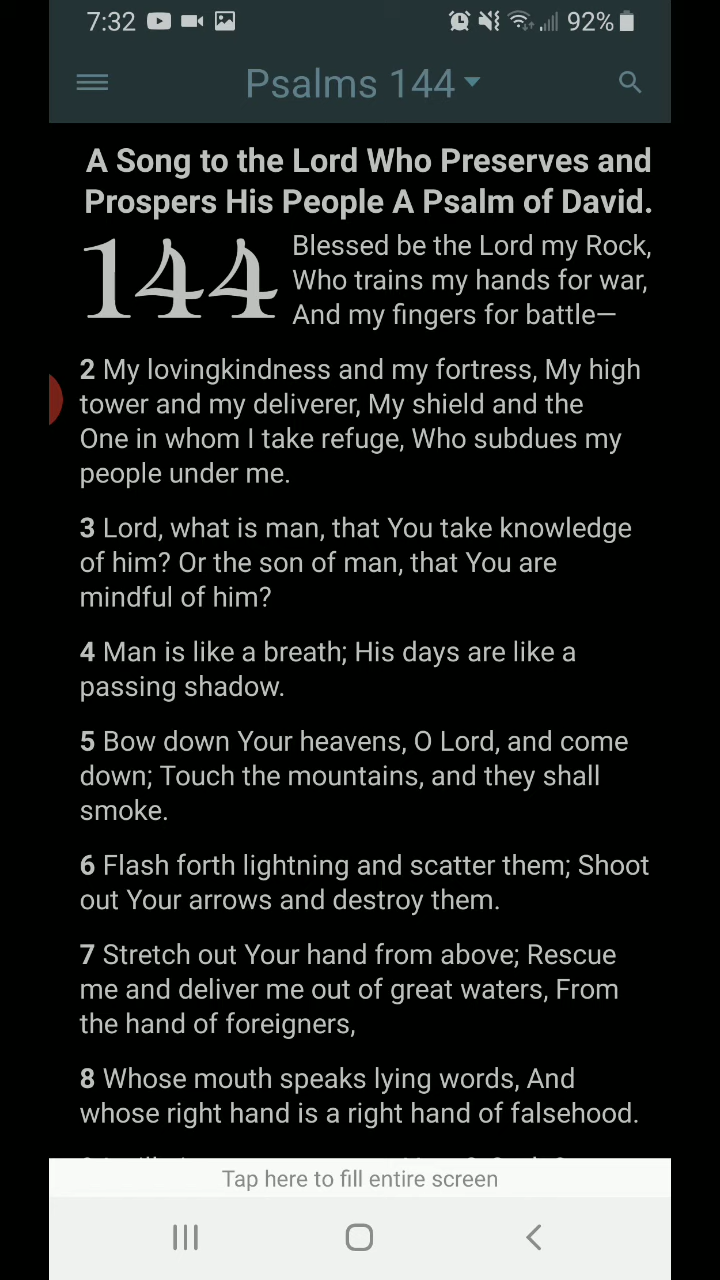 7:32 92%
Psalms 144
A Song to the Lord Who Preserves and
Prospers His People A Psalm of David.
144 Blessed be the Lord my Rock,
Who trains my hands for war,
And my fingers for battle—
2 My lovingkindness and my fortress, My high
tower and my deliverer, My shield and the
One in whom I take refuge, Who subdues my
people under me.
3 Lord, what is man, that You take knowledge
of him? Or the son of man, that You are
mindful of him?
4 Man is like a breath; His days are like a
passing shadow.
5 Bow down Your heavens, O Lord, and come
down; Touch the mountains, and they shall
smoke.
6 Flash forth lightning and scatter them; Shoot
out Your arrows and destroy them.
7 Stretch out Your hand from above; Rescue
me and deliver me out of great waters, From
the hand of foreigners,
8 Whose mouth speaks lying words, And
whose right hand is a right hand of falsehood.
Tap here to fill entire screen